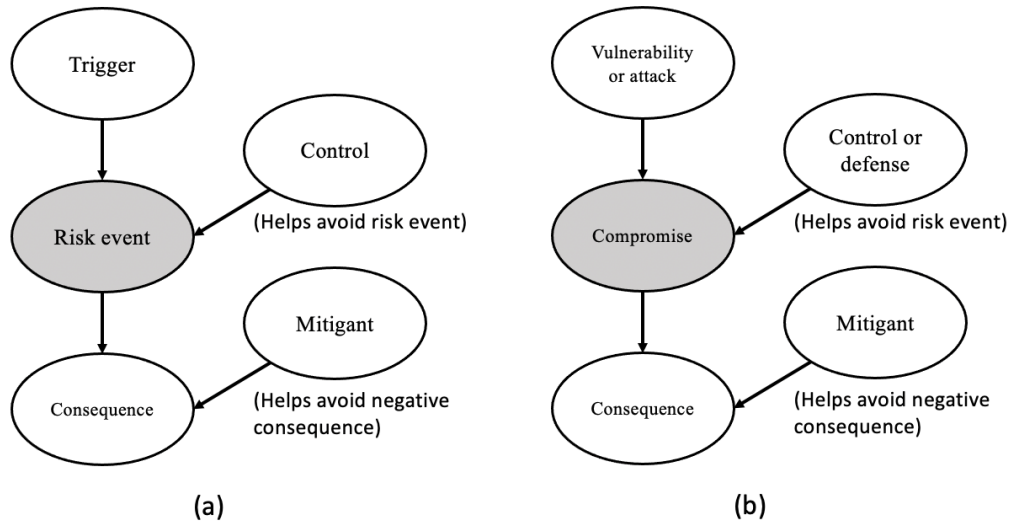 Trigger
Control
(Helps avoid risk event)
Risk event
Mitigant
(Helps avoid negative
consequence)
Consequence
(a)
Vulnerability
or attack
Control or
defense
(Helps avoid risk event)
Compromise
Mitigant
(Helps avoid negative
consequence)
Consequence
(b)